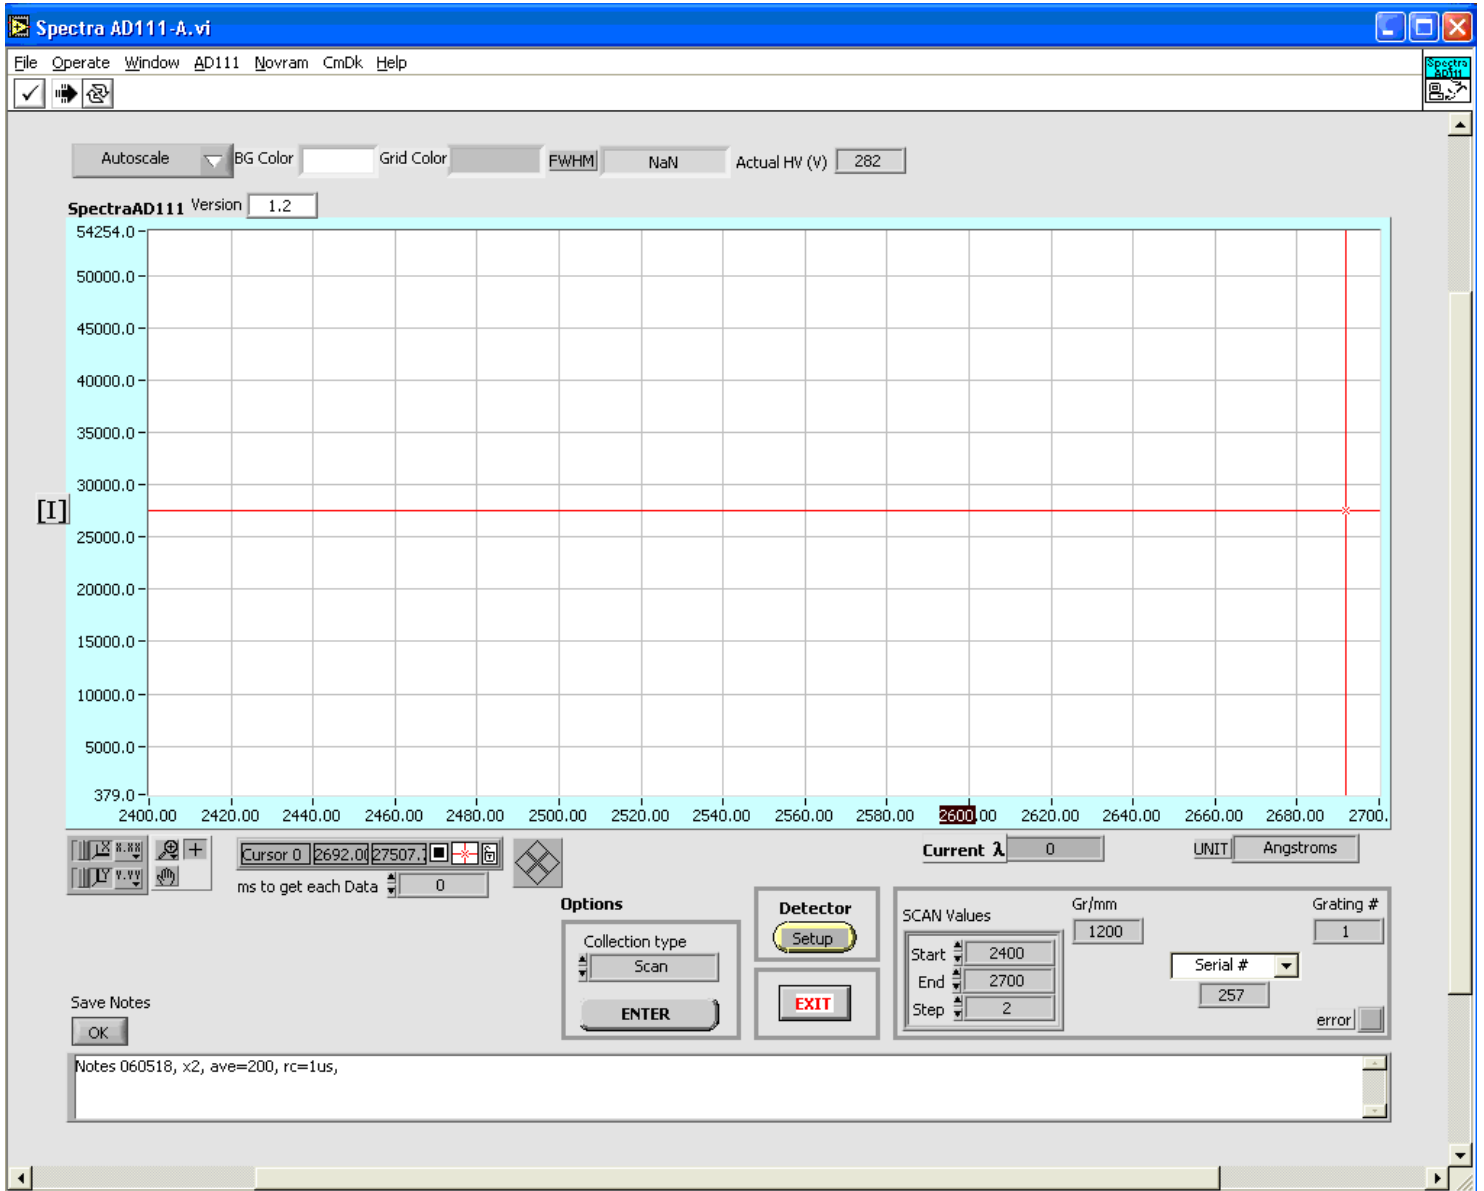 Spectra AD111-A.vi
File Operate Window AD111 Novram CmDk Help
Spectra
AD111
Autoscale BG Color Grid Color FWHM NaN Actual HV (V) 282
SpectraAD111 Version 1.2
54254.0
50000.0
45000.0
40000.0
35000.0
30000.0
[I]
25000.0
20000.0
15000.0
10000.0
5000.0
379.0
2400.00 2420.00 2440.00 2460.00 2480.00 2500.00 2520.00 2540.00 2560.00 2580.00 2600.00 2620.00 2640.00 2660.00 2680.00 2700.
X X.XX
Y Y.YY
Cursor 0 2692.00 27507.
Current λ 0 UNIT Angstroms
ms to get each Data 0
Options
Collection type
Scan
ENTER
Detector
Setup
EXIT
SCAN Values
Start 2400
End 2700
Step 2
Gr/mm
1200
Serial #
257
Grating #
1
error
Save Notes
OK
Notes 060518, x2, ave=200, rc=1us,